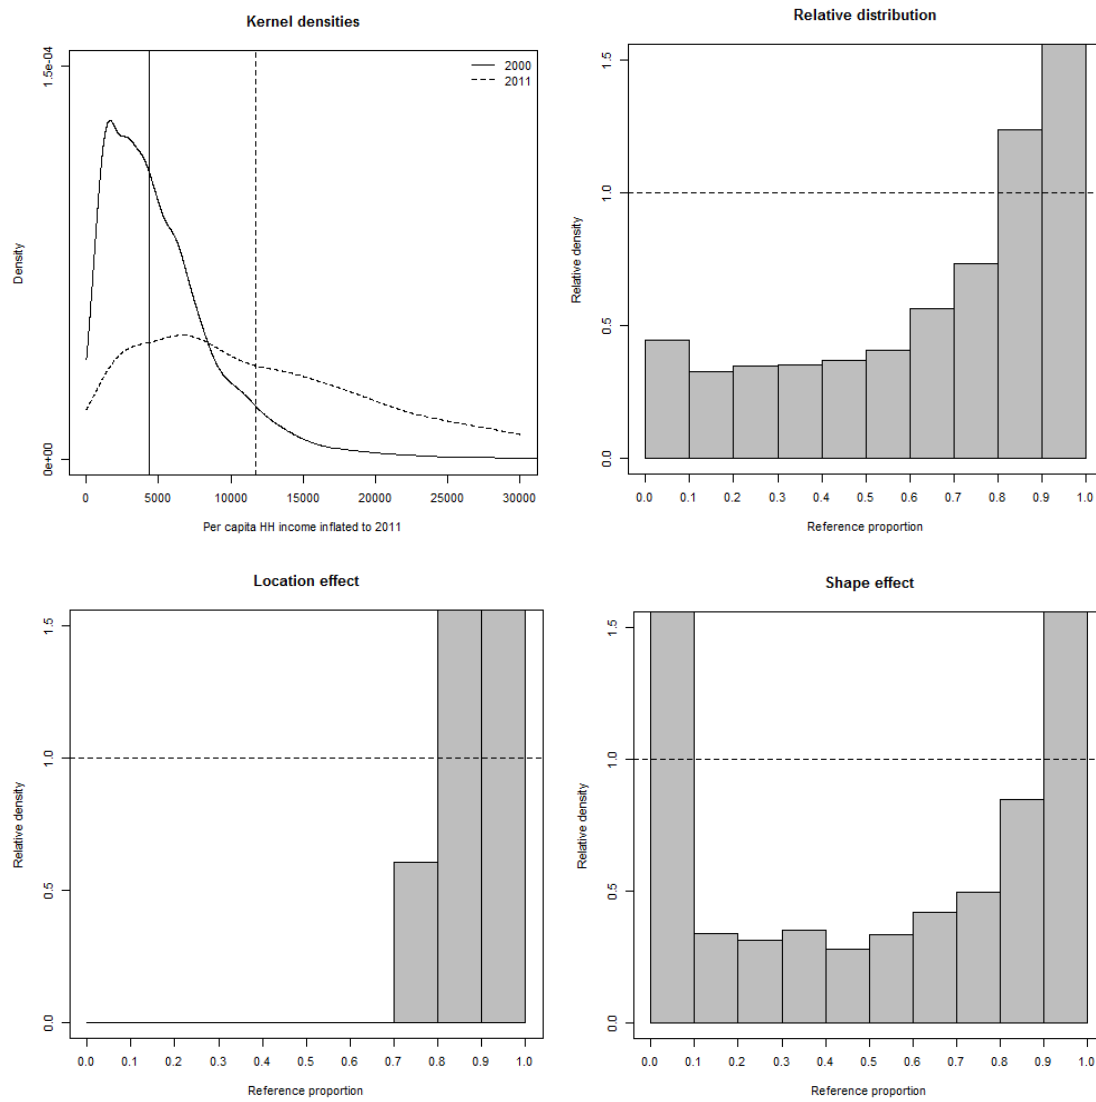 Kernel densities
2000
2011
1.5e-04
0e+00
Density
0 5000 10000 15000 20000 25000 30000
Per capita HH income inflated to 2011
Relative distribution
1.5
1.0
0.5
0.0
Relative density
0.0 0.1 0.2 0.3 0.4 0.5 0.6 0.7 0.8 0.9 1.0
Reference proportion
Location effect
1.5
1.0
0.5
0.0
Relative density
0.0 0.1 0.2 0.3 0.4 0.5 0.6 0.7 0.8 0.9 1.0
Reference proportion
Shape effect
1.5
1.0
0.5
0.0
Relative density
0.0 0.1 0.2 0.3 0.4 0.5 0.6 0.7 0.8 0.9 1.0
Reference proportion